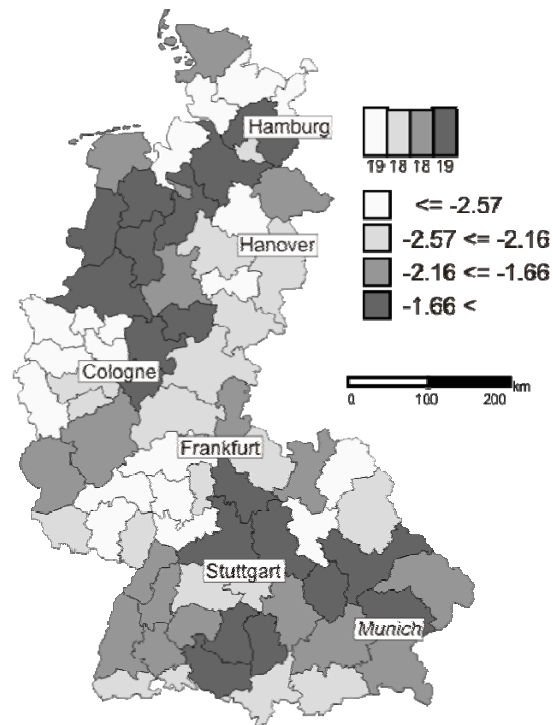 Hamburg
19 18 18 19
<= -2.57
Hanover
-2.57 <= -2.16
-2.16 <= -1.66
-1.66 <
Cologne
km
0 100 200
Frankfurt
Stuttgart
Munich